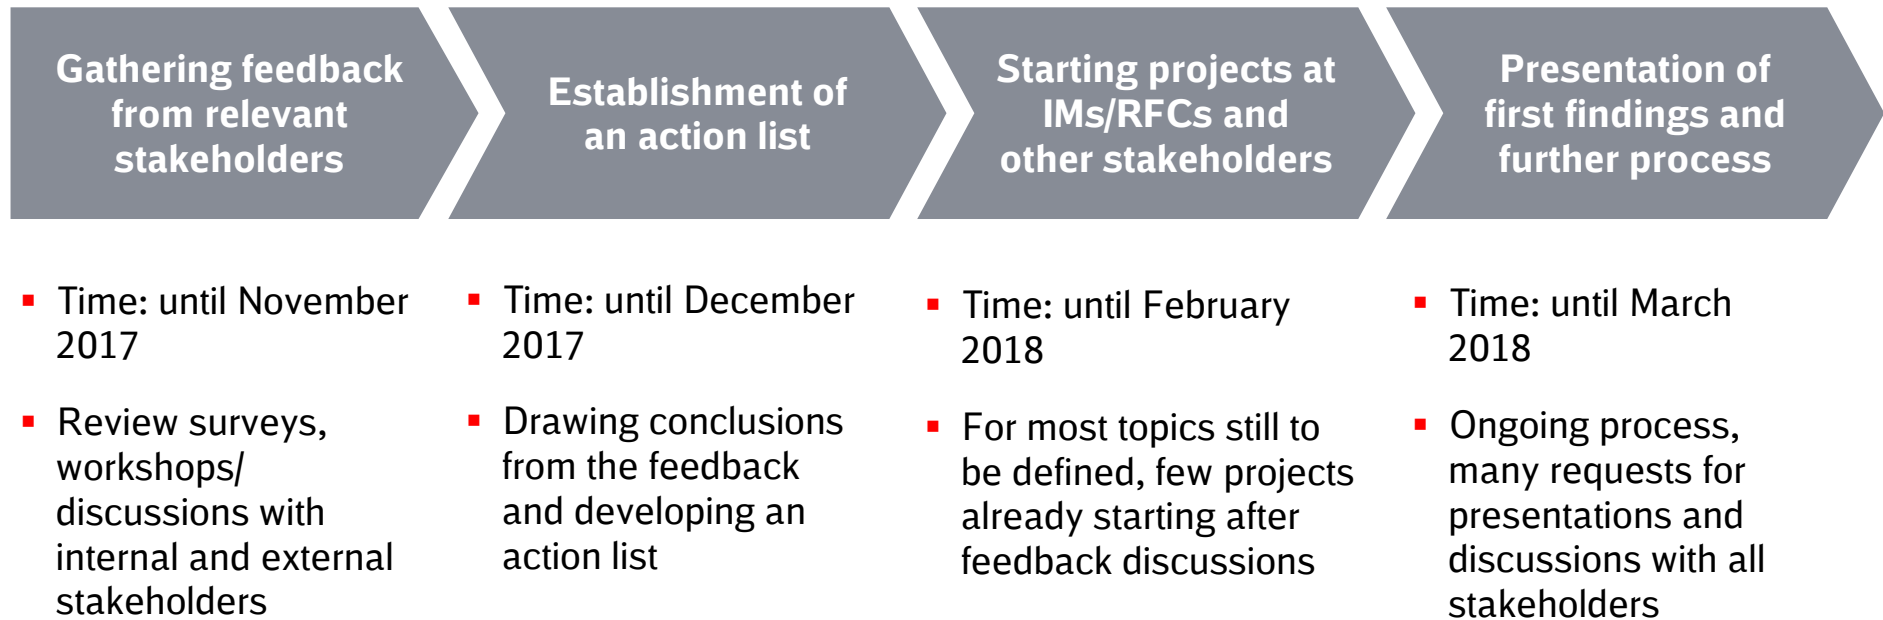 Gathering feedback
from relevant
stakeholders
Establishment of
an action list
Starting projects at
IMs/RFCs and
other stakeholders
Presentation of
first findings and
further process
▪ Time: until November
2017
▪ Review surveys,
workshops/
discussions with
internal and external
stakeholders
▪ Time: until December
2017
▪ Drawing conclusions
from the feedback
and developing an
action list
▪ Time: until February
2018
▪ For most topics still to
be defined, few projects
already starting after
feedback discussions
▪ Time: until March
2018
▪ Ongoing process,
many requests for
presentations and
discussions with all
stakeholders